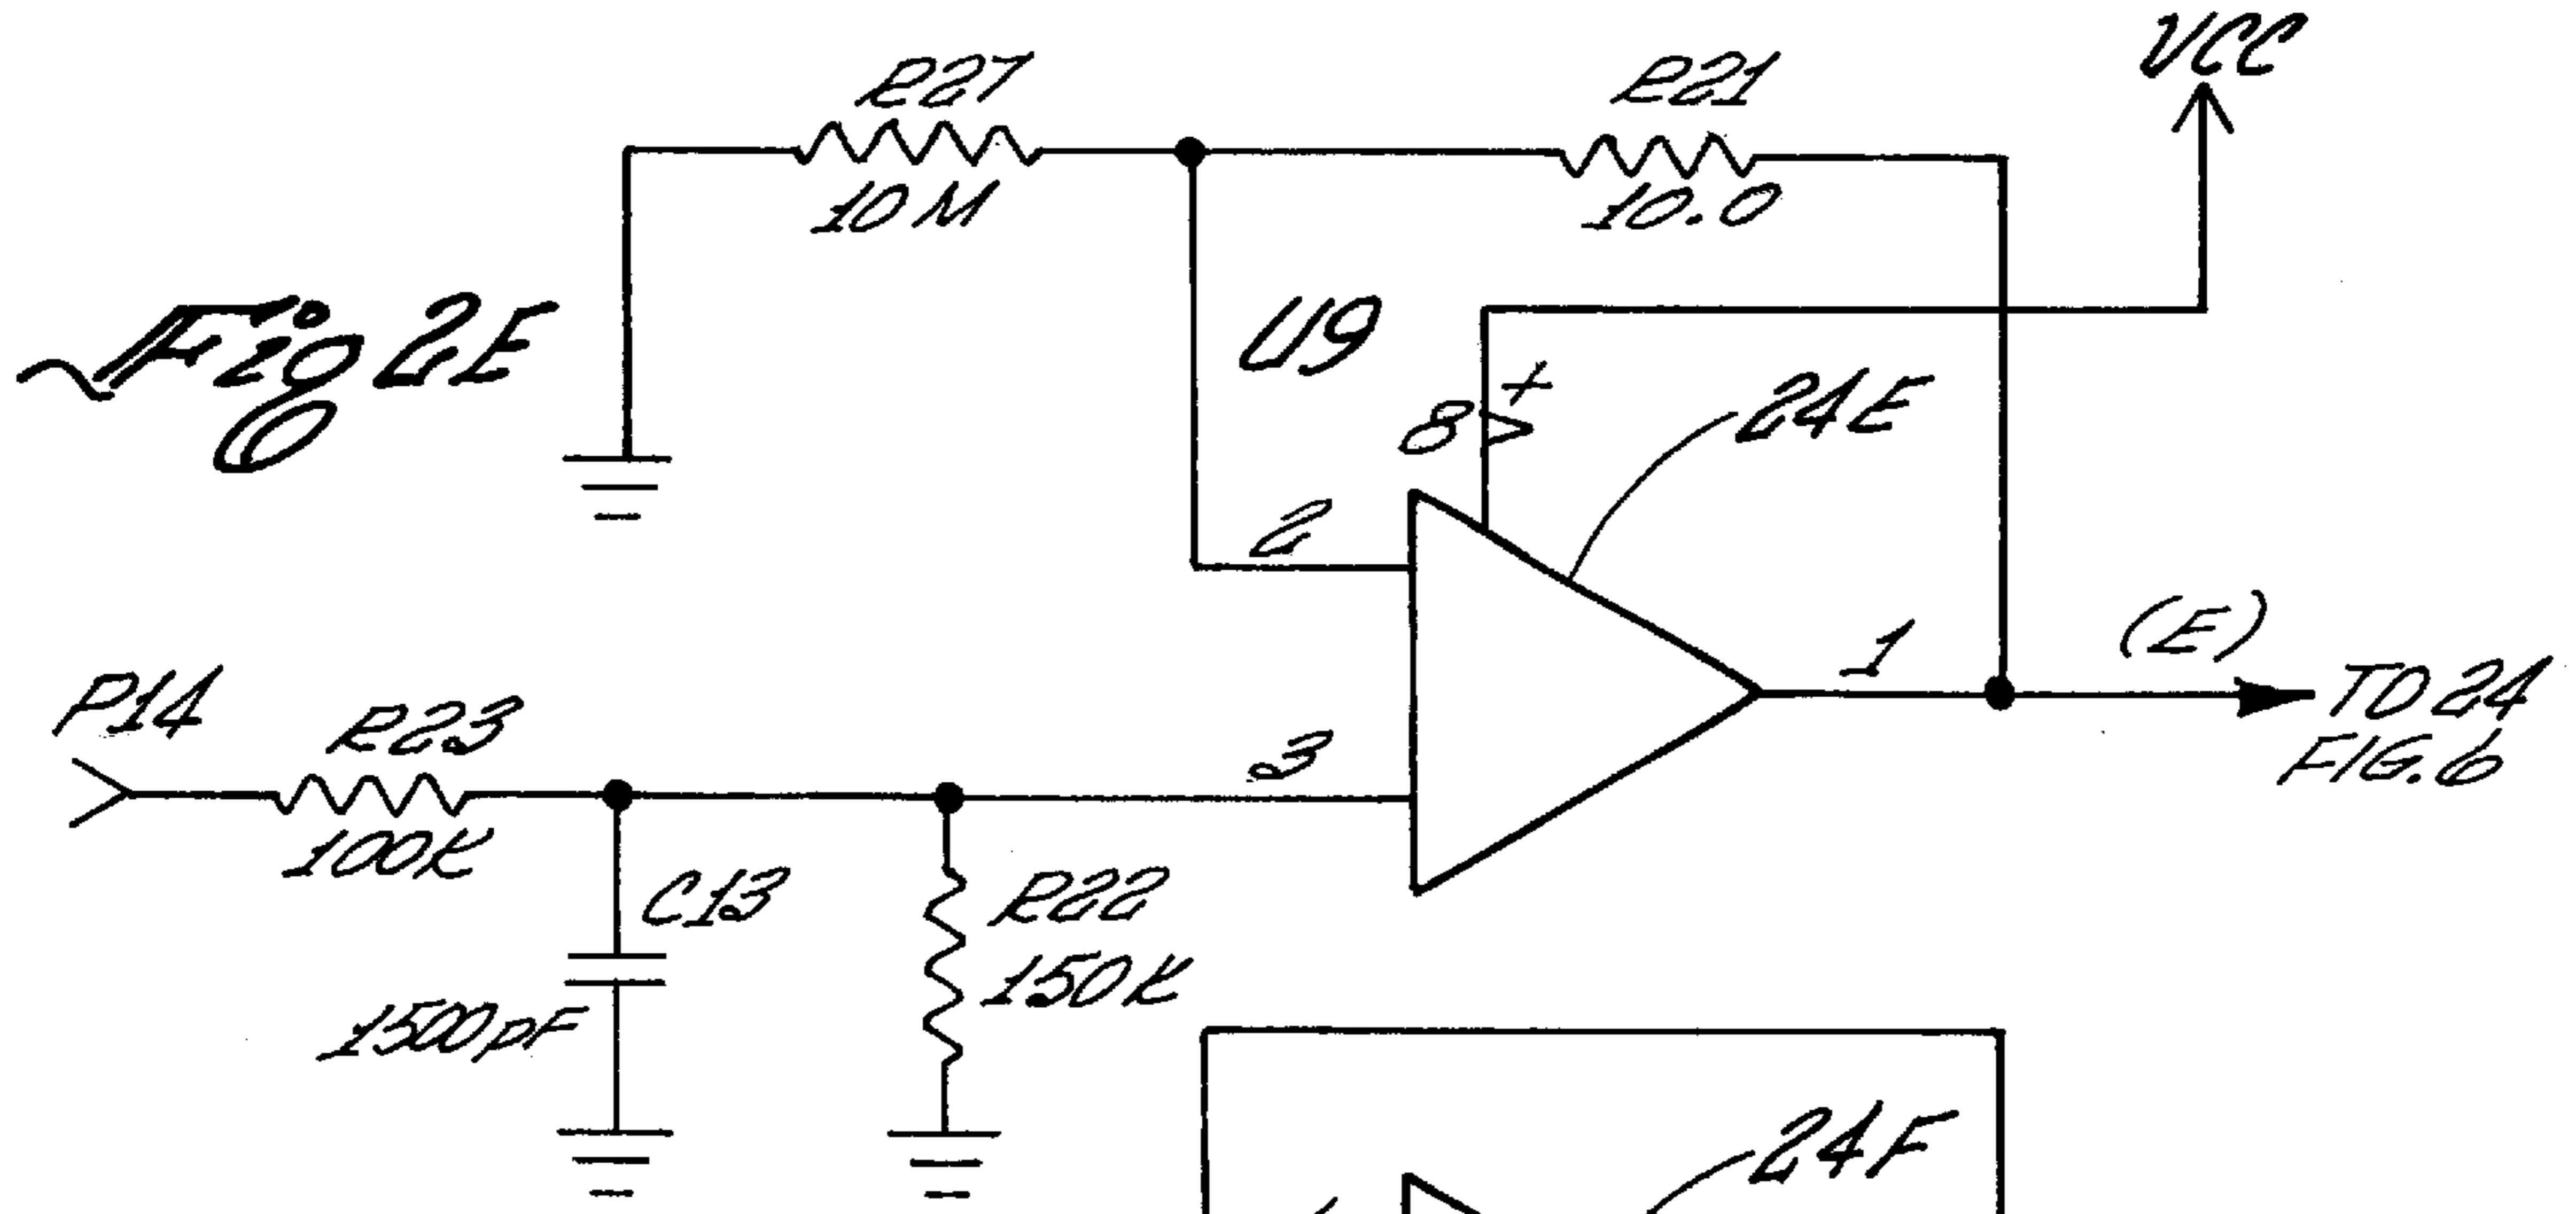 VCC
R27
R21
10M
10.0
Fig 2E
U9
+
8
24E
2
(E)
1
TO 24
FIG. 6
P14
R23
3
100K
C13
R22
150K
1500pF
24F